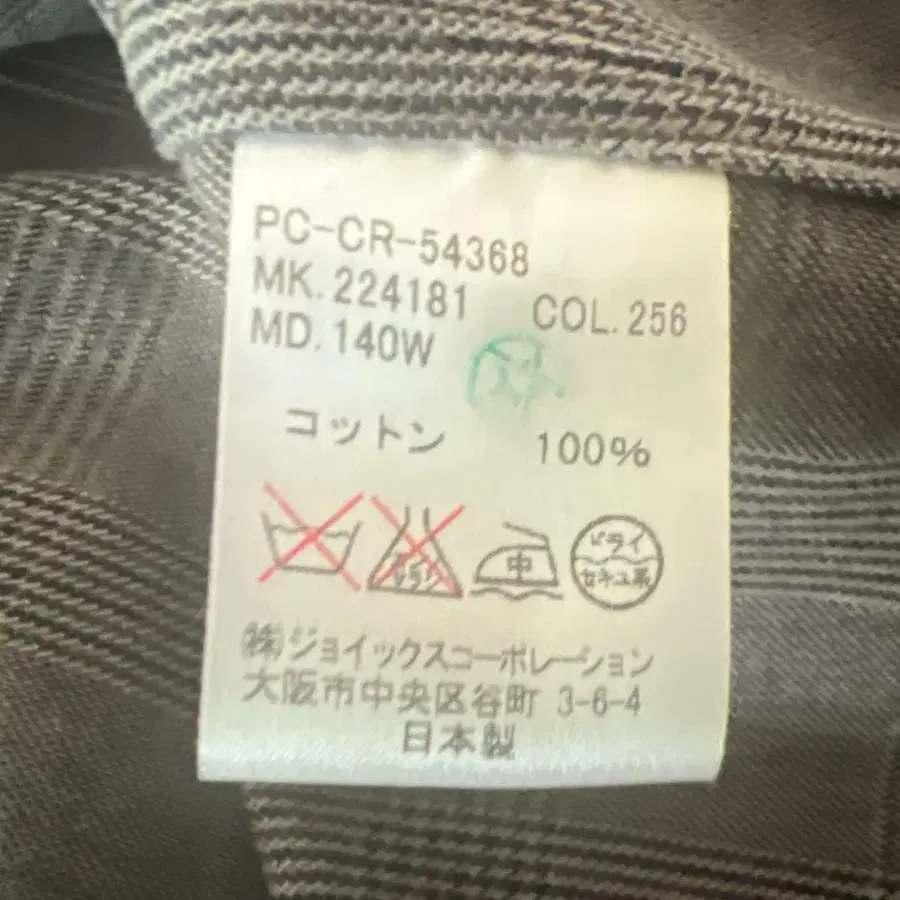 PC-CR-54368
MK.224181 COL.256
MD.140W
コットン 100%
中
ドライ
セキユ系
㈱ジョイックスコーポレーション
大阪市中央区谷町 3-6-4
日本製